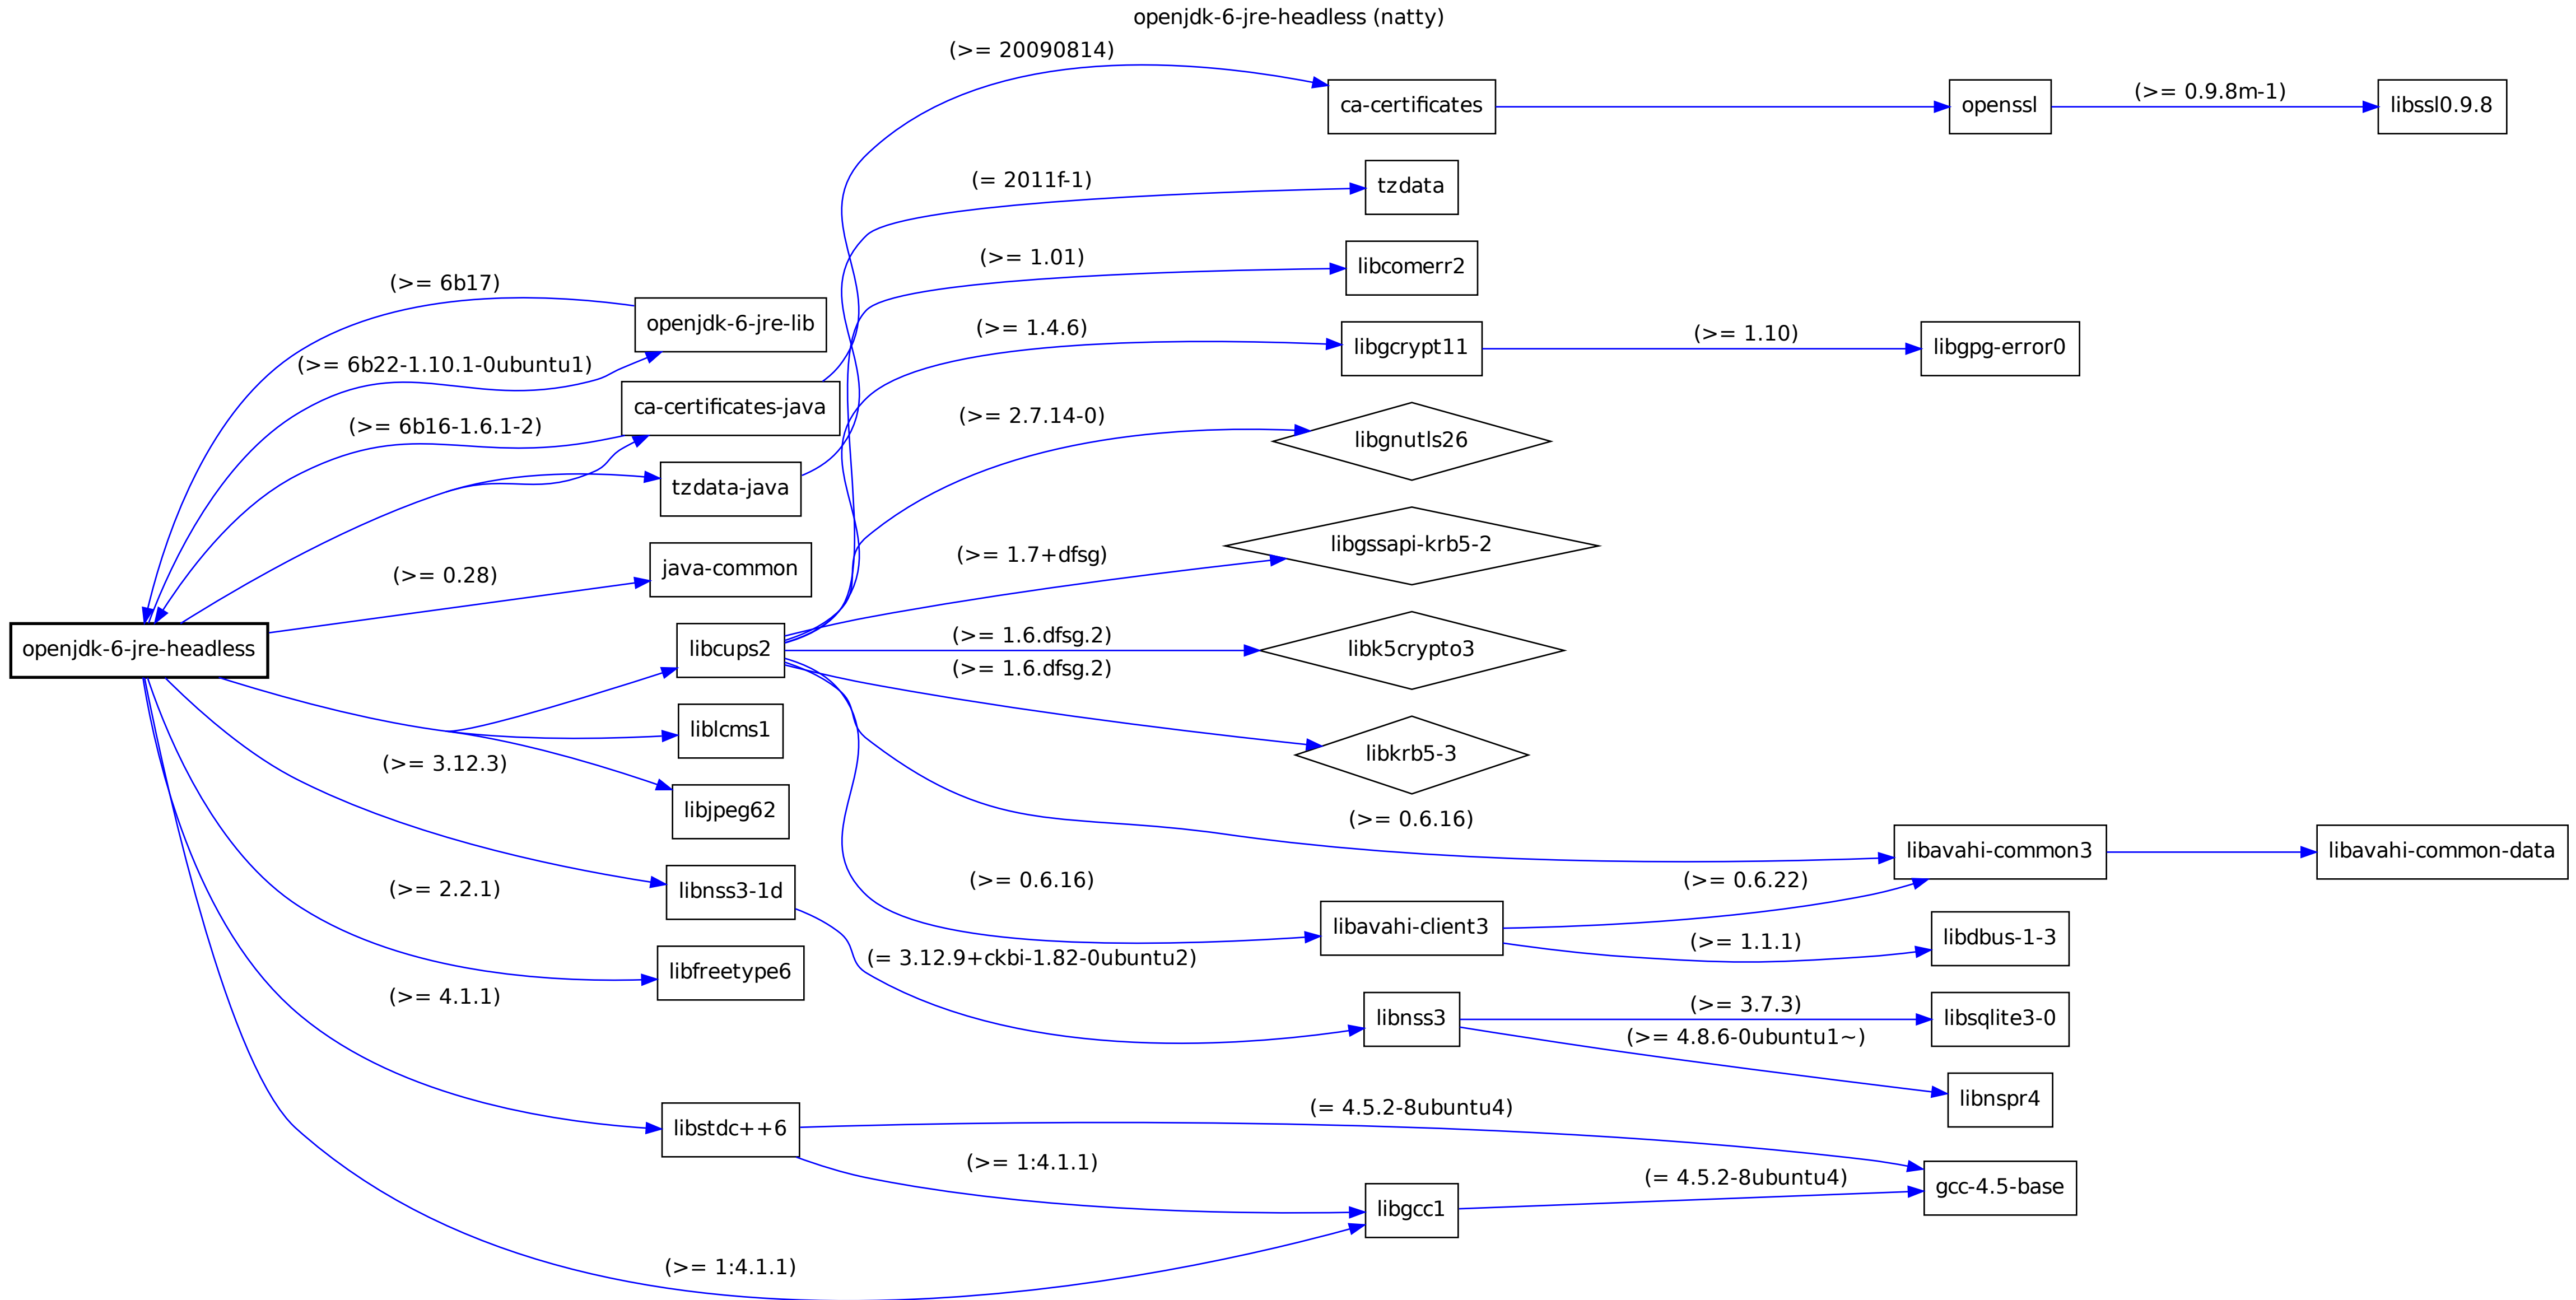 openjdk-6-jre-headless (natty)
(>= 20090814)
ca-certificates
openssl
(>= 0.9.8m-1)
libssl0.9.8
(= 2011f-1)
tzdata
(>= 1.01)
libcomerr2
(>= 6b17)
openjdk-6-jre-lib
(>= 1.4.6)
libgcrypt11
(>= 1.10)
libgpg-error0
(>= 6b22-1.10.1-0ubuntu1)
ca-certificates-java
(>= 6b16-1.6.1-2)
(>= 2.7.14-0)
libgnutls26
tzdata-java
(>= 1.7+dfsg)
libgssapi-krb5-2
java-common
(>= 0.28)
openjdk-6-jre-headless
libcups2
(>= 1.6.dfsg.2)
libk5crypto3
(>= 1.6.dfsg.2)
liblcms1
libkrb5-3
(>= 3.12.3)
libjpeg62
(>= 0.6.16)
libavahi-common3
libavahi-common-data
(>= 2.2.1)
libnss3-1d
(>= 0.6.16)
(>= 0.6.22)
libavahi-client3
(>= 1.1.1)
libdbus-1-3
(= 3.12.9+ckbi-1.82-0ubuntu2)
libfreetype6
(>= 4.1.1)
libnss3
(>= 3.7.3)
libsqlite3-0
(>= 4.8.6-0ubuntu1~)
libnspr4
libstdc++6
(= 4.5.2-8ubuntu4)
(>= 1:4.1.1)
libgcc1
(= 4.5.2-8ubuntu4)
gcc-4.5-base
(>= 1:4.1.1)